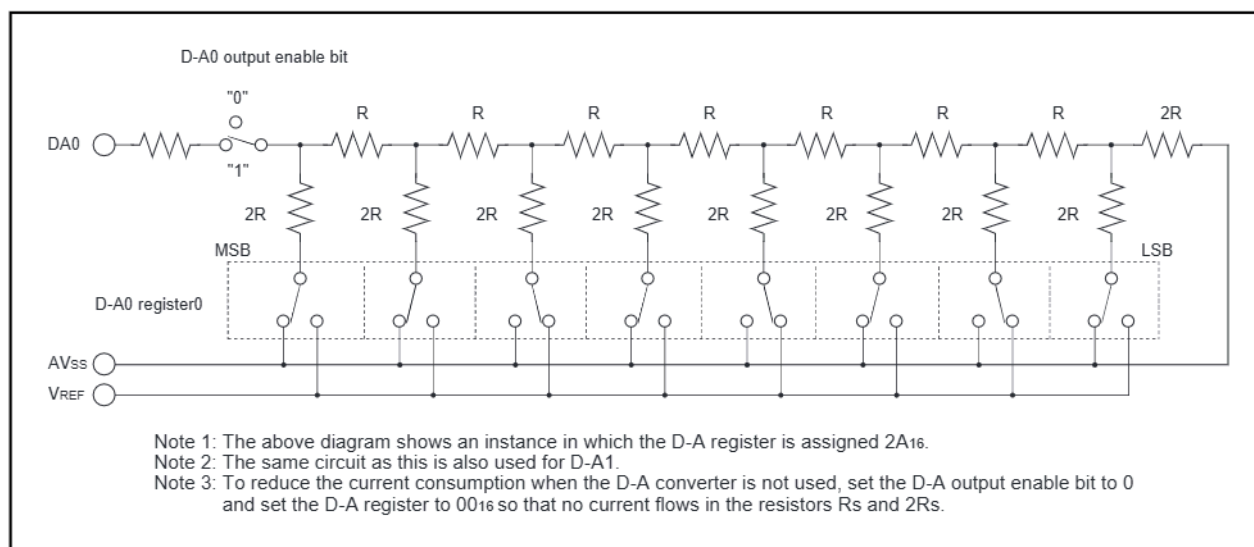 D-A0 output enable bit
"0"
R R R R R R R 2R
DA0
"1"
2R 2R 2R 2R 2R 2R 2R 2R
MSB LSB
D-A0 register0
AVSS
VREF
Note 1: The above diagram shows an instance in which the D-A register is assigned 2A16.
Note 2: The same circuit as this is also used for D-A1.
Note 3: To reduce the current consumption when the D-A converter is not used, set the D-A output enable bit to 0
and set the D-A register to 0016 so that no current flows in the resistors Rs and 2Rs.